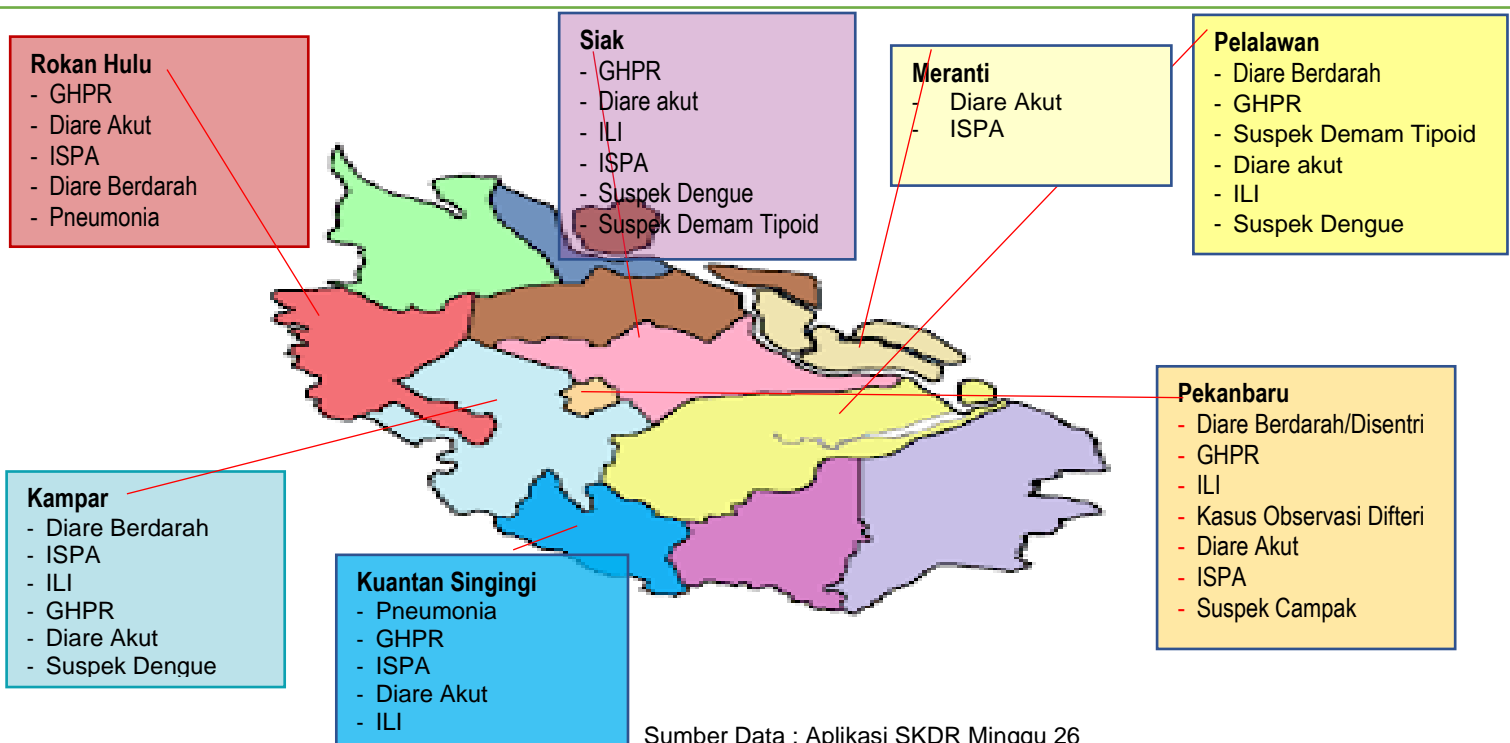 Rokan Hulu
- GHPR
- Diare Akut
- ISPA
- Diare Berdarah
- Pneumonia
Siak
- GHPR
- Diare akut
- ILI
- ISPA
- Suspek Dengue
- Suspek Demam Tipoid
Meranti
- Diare Akut
- ISPA
Pelalawan
- Diare Berdarah
- GHPR
- Suspek Demam Tipoid
- Diare akut
- ILI
- Suspek Dengue
Pekanbaru
- Diare Berdarah/Disentri
- GHPR
- ILI
- Kasus Observasi Difteri
- Diare Akut
- ISPA
- Suspek Campak
Kampar
- Diare Berdarah
- ISPA
- ILI
- GHPR
- Diare Akut
- Suspek Dengue
Kuantan Singingi
- Pneumonia
- GHPR
- ISPA
- Diare Akut
- ILI
Sumber Data : Aplikasi SKDR Minggu 26